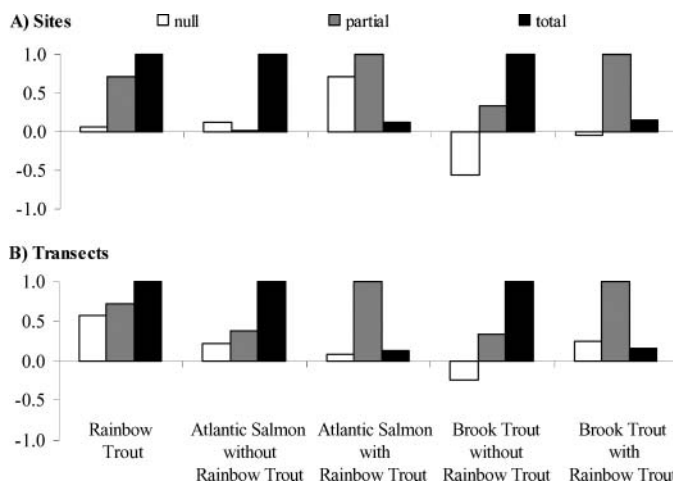 A) Sites
null
partial
total
1.0
0.5
0.0
-0.5
-1.0
B) Transects
1.0
0.5
0.0
-0.5
-1.0
Rainbow
Trout
Atlantic Salmon
without
Rainbow Trout
Atlantic Salmon
with
Rainbow Trout
Brook Trout
without
Rainbow Trout
Brook Trout
with
Rainbow Trout